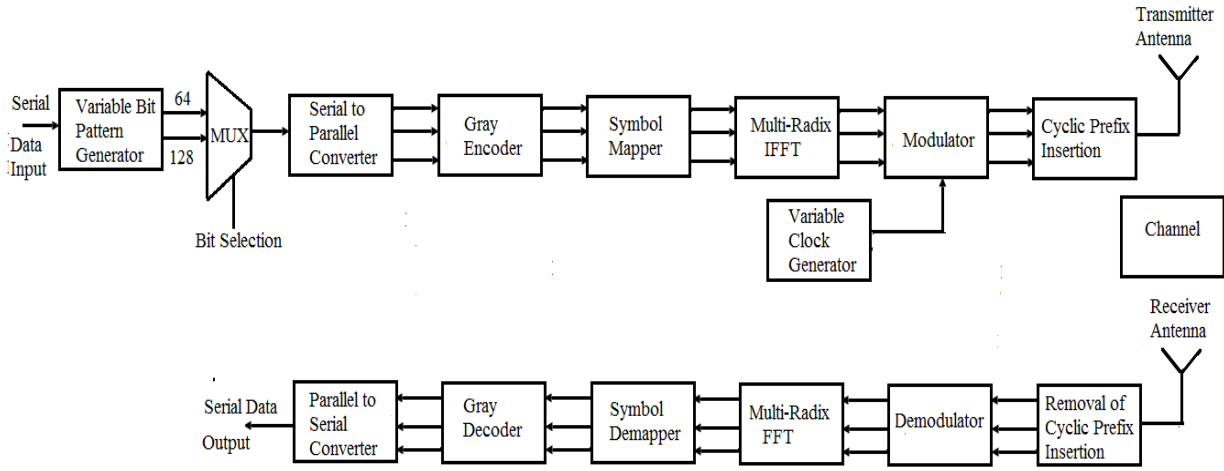 Transmitter
Antenna
Serial
Data
Input
Variable Bit
Pattern
Generator
64
128
MUX
Bit Selection
Serial to
Parallel
Converter
Gray
Encoder
Symbol
Mapper
Multi-Radix
IFFT
Modulator
Cyclic Prefix
Insertion
Variable
Clock
Generator
Channel
Receiver
Antenna
Serial Data
Output
Parallel to
Serial
Converter
Gray
Decoder
Symbol
Demapper
Multi-Radix
FFT
Demodulator
Removal of
Cyclic Prefix
Insertion